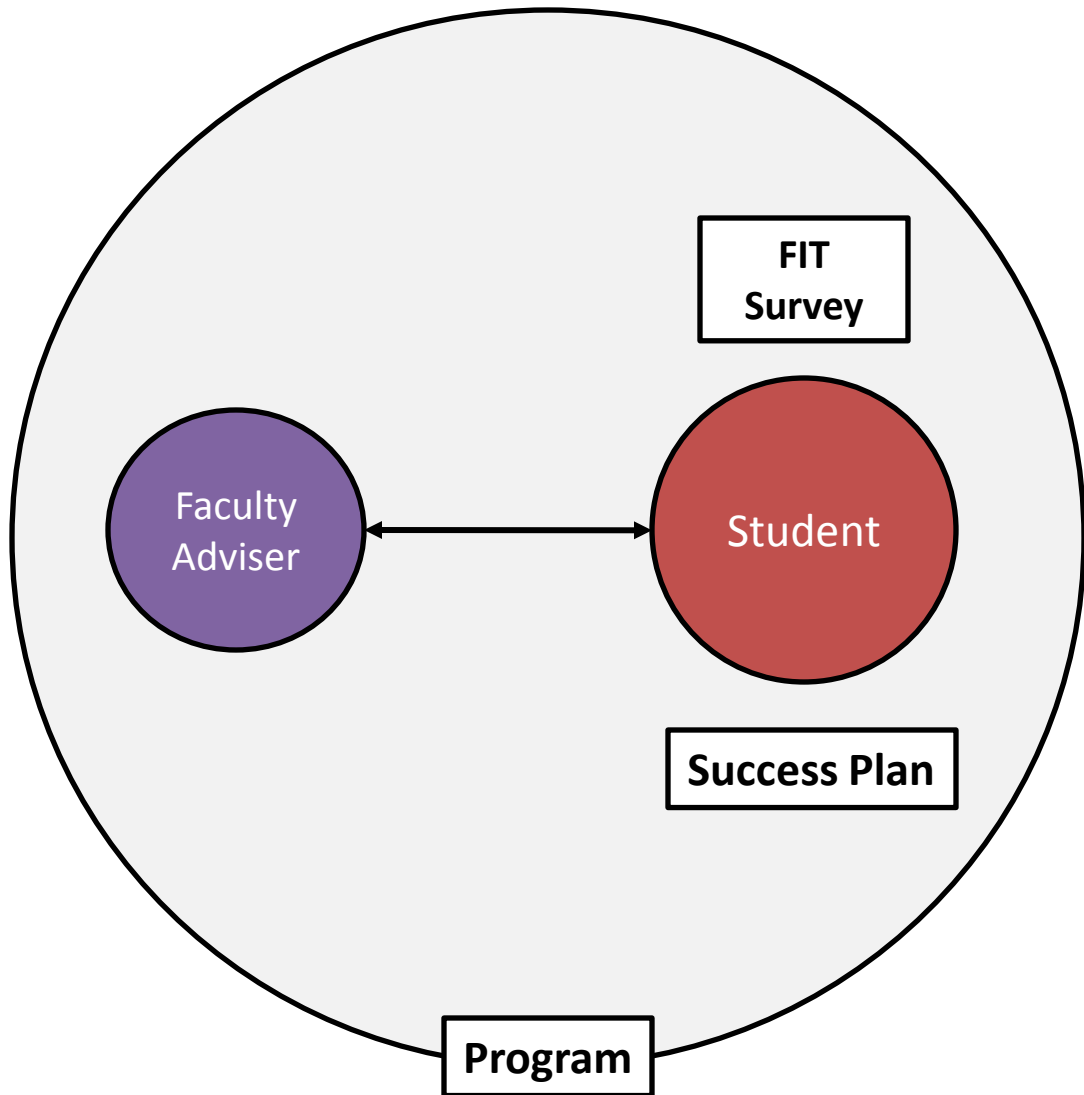 FIT
Survey
Faculty
Adviser
Student
Success Plan
Program